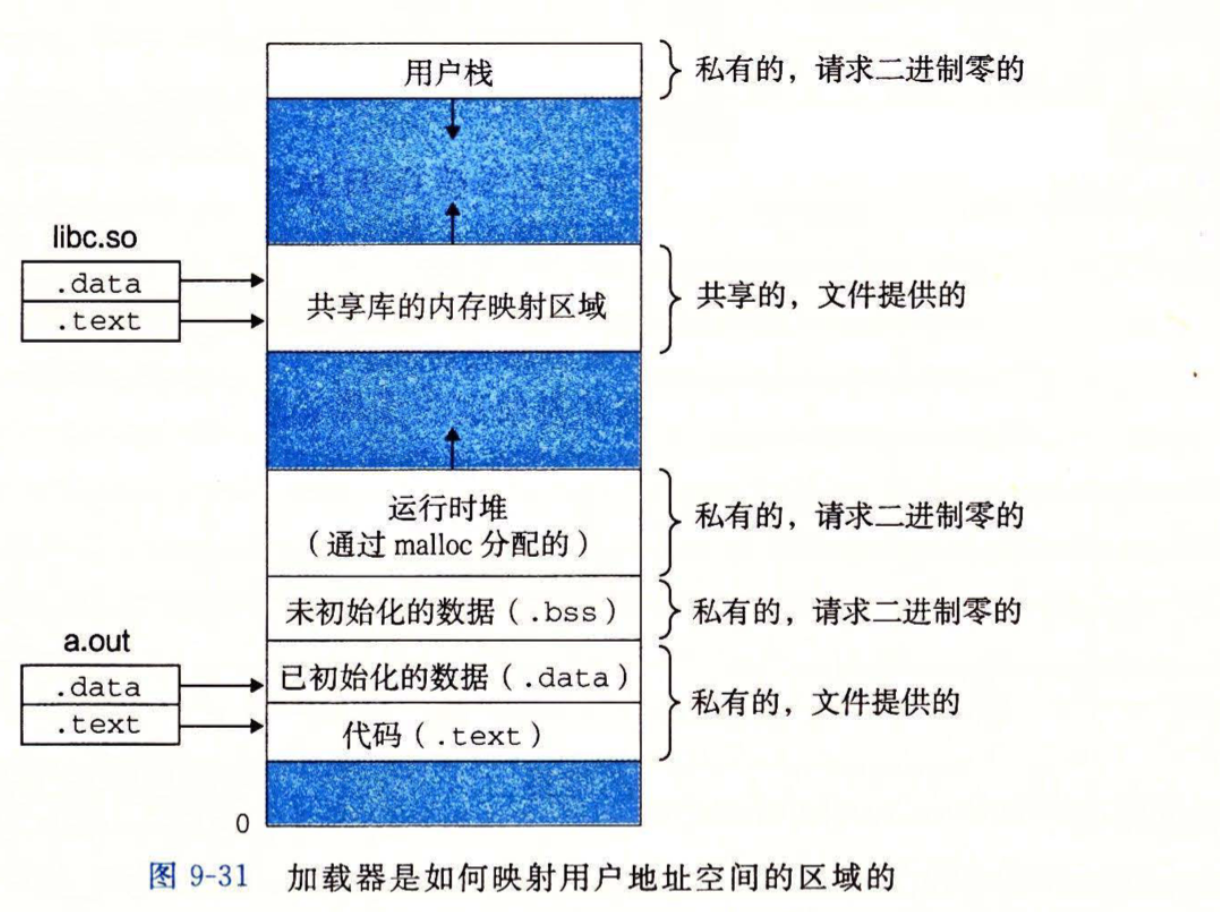 用户栈
私有的，请求二进制零的
libc.so
.data
.text
共享库的内存映射区域
共享的，文件提供的
运行时堆
（通过 malloc 分配的）
私有的，请求二进制零的
未初始化的数据（.bss）
私有的，请求二进制零的
a.out
.data
.text
已初始化的数据（.data）
代码（.text）
私有的，文件提供的
0
图 9-31 加载器是如何映射用户地址空间的区域的